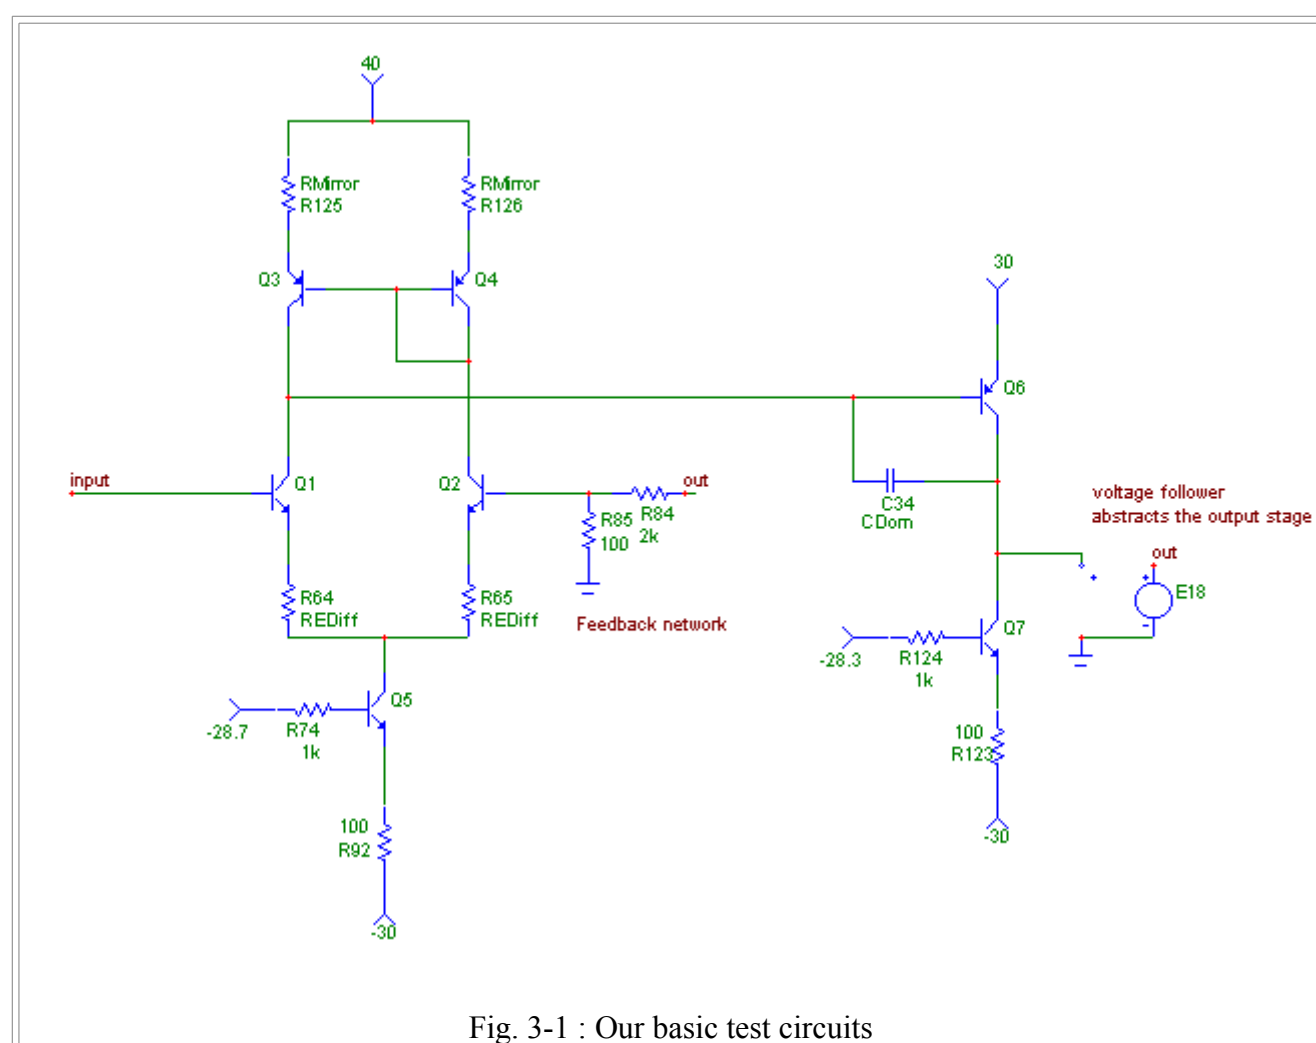 40
RMirror
R125
RMirror
R126
Q3
Q4
30
Q6
input
Q1
Q2
out
R85
100
R84
2k
C34
CDom
voltage follower
abstracts the output stage
out
E18
R64
REDiff
R65
REDiff
Feedback network
Q7
-28.3
R124
1k
Q5
-28.7
R74
1k
100
R123
100
R92
-30
-30
Fig. 3-1 : Our basic test circuits